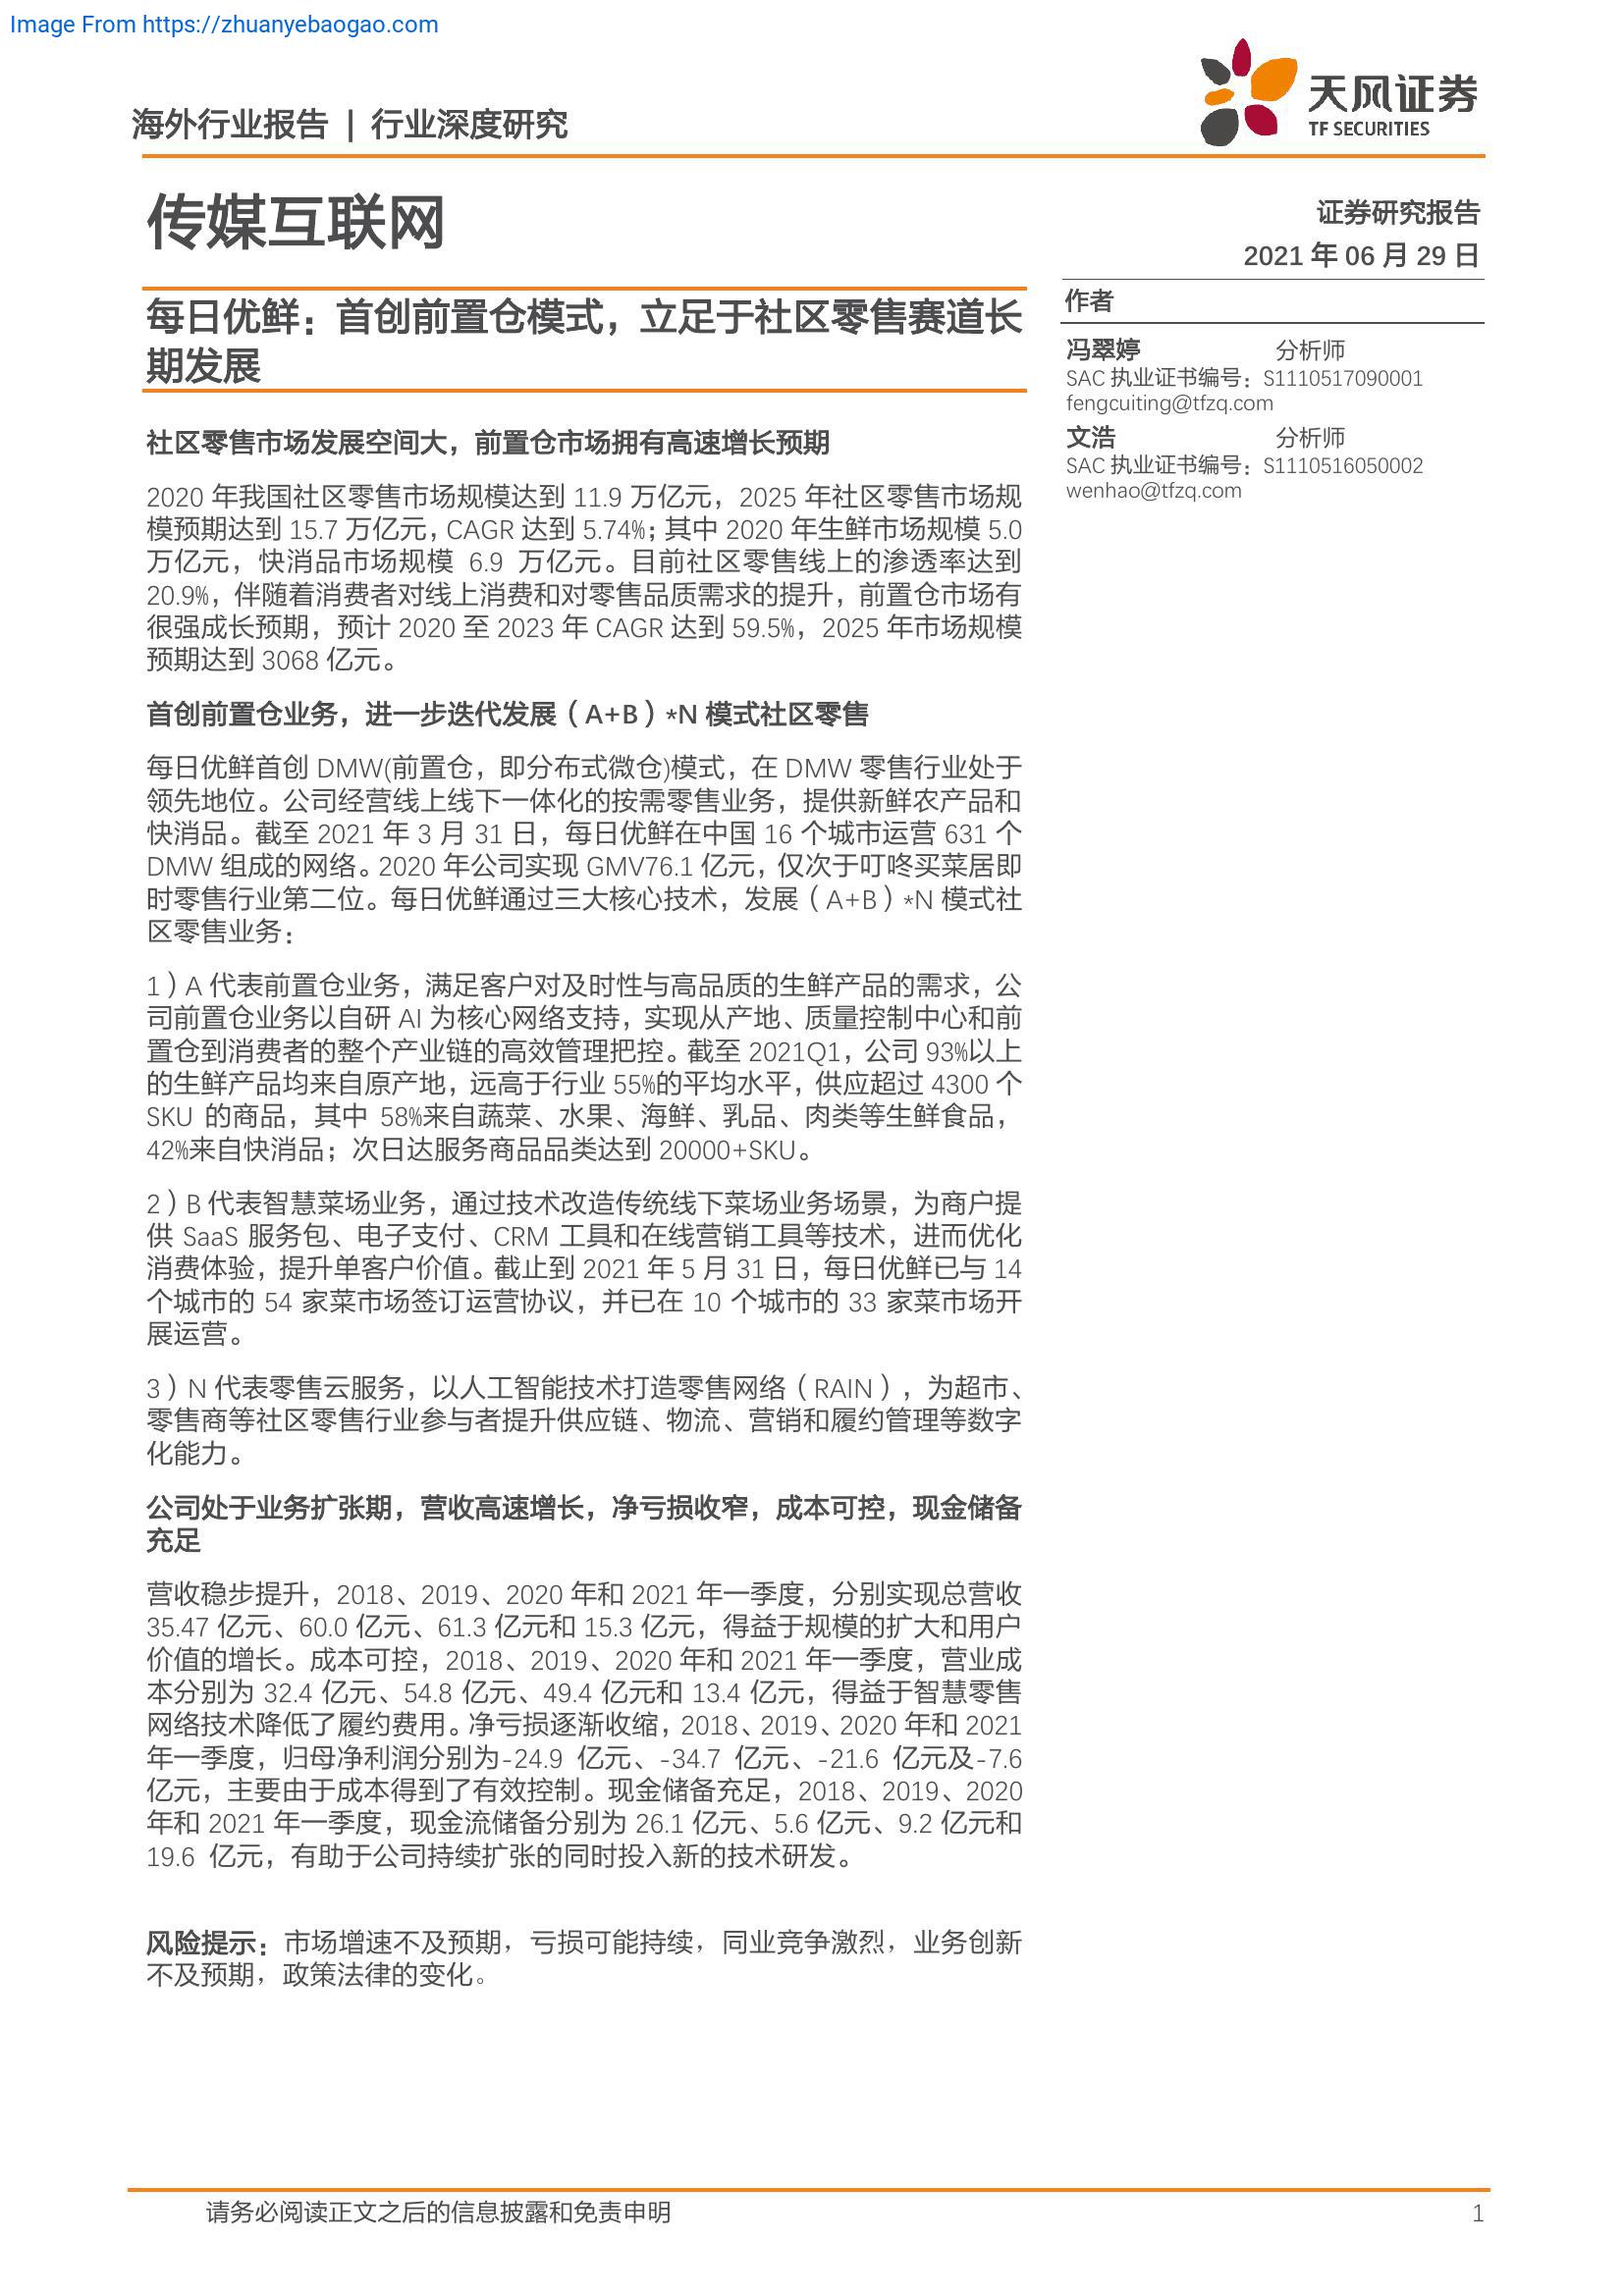 Image From https://zhuanyebaogao.com
海外行业报告 | 行业深度研究
天风证券
TF SECURITIES
传媒互联网
证券研究报告
2021 年 06 月 29 日
每日优鲜：首创前置仓模式，立足于社区零售赛道长
期发展
作者
冯翠婷 分析师
SAC 执业证书编号：S1110517090001
fengcuiting@tfzq.com
文浩 分析师
SAC 执业证书编号：S1110516050002
wenhao@tfzq.com
社区零售市场发展空间大，前置仓市场拥有高速增长预期
2020 年我国社区零售市场规模达到 11.9 万亿元，2025 年社区零售市场规
模预期达到 15.7 万亿元，CAGR 达到 5.74%；其中 2020 年生鲜市场规模 5.0
万亿元，快消品市场规模 6.9 万亿元。目前社区零售线上的渗透率达到
20.9%，伴随着消费者对线上消费和对零售品质需求的提升，前置仓市场有
很强成长预期，预计 2020 至 2023 年 CAGR 达到 59.5%，2025 年市场规模
预期达到 3068 亿元。
首创前置仓业务，进一步迭代发展（A+B）*N 模式社区零售
每日优鲜首创 DMW(前置仓，即分布式微仓)模式，在 DMW 零售行业处于
领先地位。公司经营线上线下一体化的按需零售业务，提供新鲜农产品和
快消品。截至 2021 年 3 月 31 日，每日优鲜在中国 16 个城市运营 631 个
DMW 组成的网络。2020 年公司实现 GMV76.1 亿元，仅次于叮咚买菜居即
时零售行业第二位。每日优鲜通过三大核心技术，发展（A+B）*N 模式社
区零售业务：
1）A 代表前置仓业务，满足客户对及时性与高品质的生鲜产品的需求，公
司前置仓业务以自研 AI 为核心网络支持，实现从产地、质量控制中心和前
置仓到消费者的整个产业链的高效管理把控。截至 2021Q1，公司 93%以上
的生鲜产品均来自原产地，远高于行业 55%的平均水平，供应超过 4300 个
SKU 的商品，其中 58%来自蔬菜、水果、海鲜、乳品、肉类等生鲜食品，
42%来自快消品；次日达服务商品品类达到 20000+SKU。
2）B 代表智慧菜场业务，通过技术改造传统线下菜场业务场景，为商户提
供 SaaS 服务包、电子支付、CRM 工具和在线营销工具等技术，进而优化
消费体验，提升单客户价值。截止到 2021 年 5 月 31 日，每日优鲜已与 14
个城市的 54 家菜市场签订运营协议，并已在 10 个城市的 33 家菜市场开
展运营。
3）N 代表零售云服务，以人工智能技术打造零售网络（RAIN），为超市、
零售商等社区零售行业参与者提升供应链、物流、营销和履约管理等数字
化能力。
公司处于业务扩张期，营收高速增长，净亏损收窄，成本可控，现金储备
充足
营收稳步提升，2018、2019、2020 年和 2021 年一季度，分别实现总营收
35.47 亿元、60.0 亿元、61.3 亿元和 15.3 亿元，得益于规模的扩大和用户
价值的增长。成本可控，2018、2019、2020 年和 2021 年一季度，营业成
本分别为 32.4 亿元、54.8 亿元、49.4 亿元和 13.4 亿元，得益于智慧零售
网络技术降低了履约费用。净亏损逐渐收缩，2018、2019、2020 年和 2021
年一季度，归母净利润分别为-24.9 亿元、-34.7 亿元、-21.6 亿元及-7.6
亿元，主要由于成本得到了有效控制。现金储备充足，2018、2019、2020
年和 2021 年一季度，现金流储备分别为 26.1 亿元、5.6 亿元、9.2 亿元和
19.6 亿元，有助于公司持续扩张的同时投入新的技术研发。
风险提示：市场增速不及预期，亏损可能持续，同业竞争激烈，业务创新
不及预期，政策法律的变化。
请务必阅读正文之后的信息披露和免责申明 1